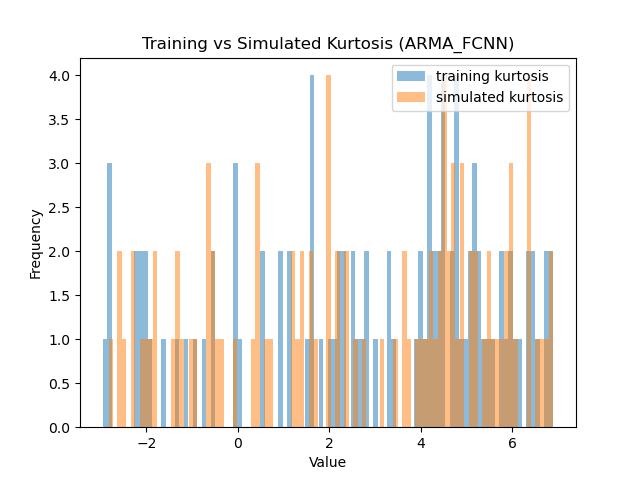 Training vs Simulated Kurtosis (ARMA_FCNN)
training kurtosis
simulated kurtosis
4.0
3.5
3.0
2.5
2.0
1.5
1.0
0.5
0.0
Frequency
−2
0
2
4
6
Value